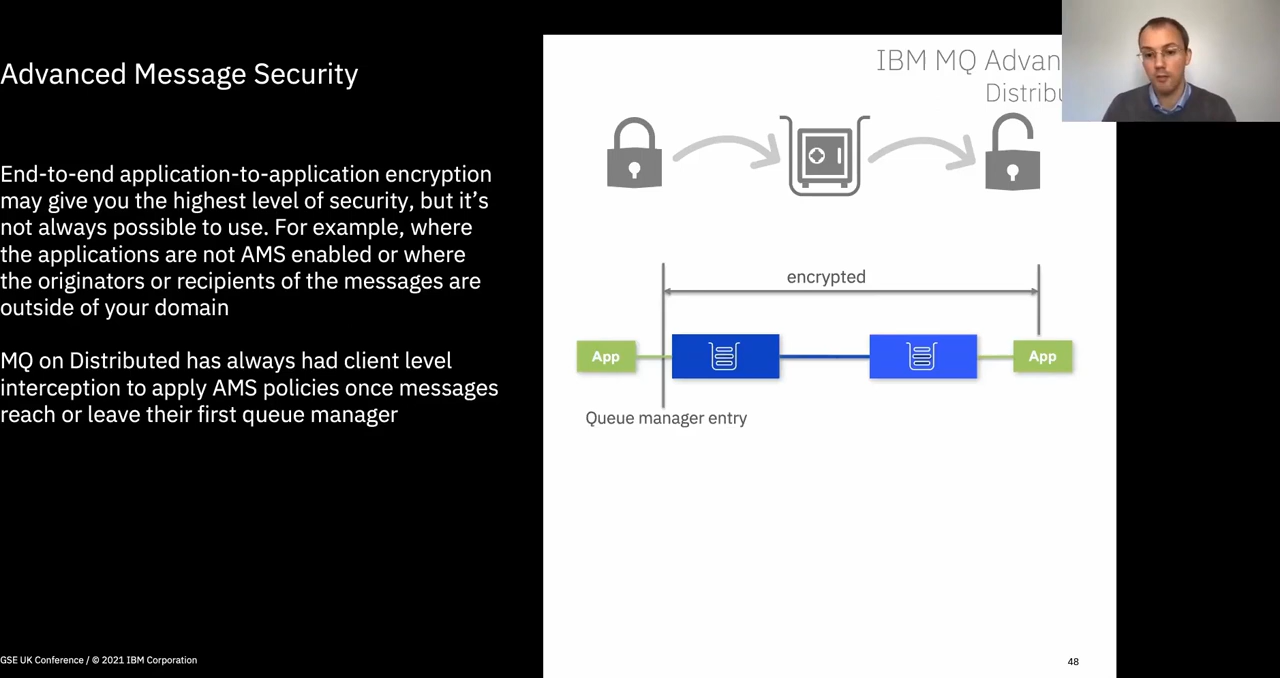 Advanced Message Security
End-to-end application-to-application encryption
may give you the highest level of security, but it's
not always possible to use. For example, where
the applications are not AMS enabled or where
the originators or recipients of the messages are
outside of your domain
MQ on Distributed has always had client level
interception to apply AMS policies once messages
reach or leave their first queue manager
IBM MQ Advan
Distribu
encrypted
App
App
Queue manager entry
GSE UK Conference / © 2021 IBM Corporation
48